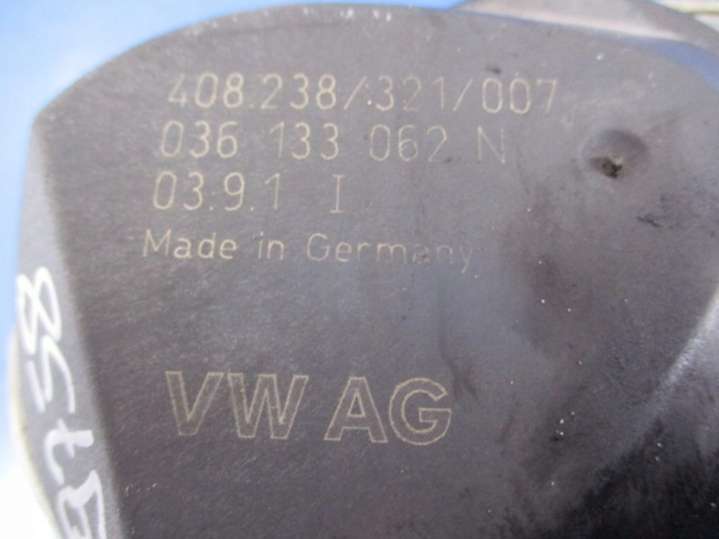 408.238/321/007
036 133 062 N
03.9.1 I
Made in Germany
VW AG